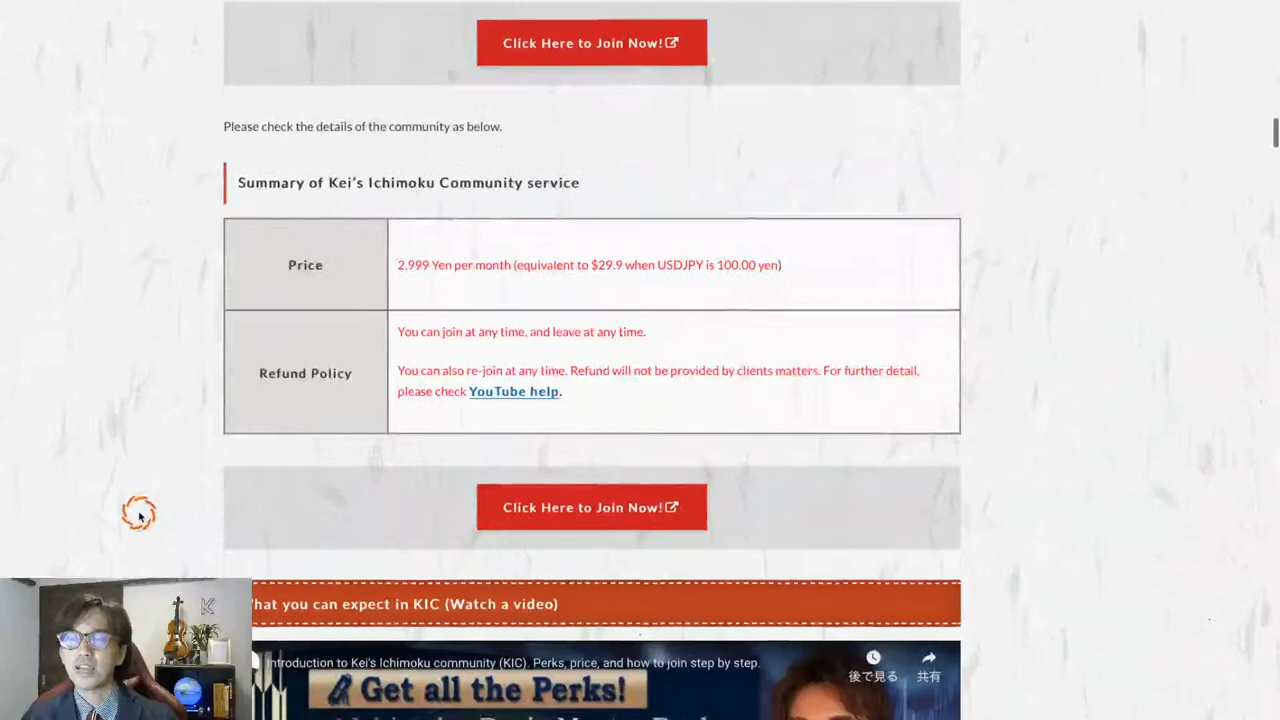 Click Here to Join Now!
Please check the details of the community as below.
Summary of Kei's Ichimoku Community service
Price
2,999 Yen per month (equivalent to $29.9 when USDJPY is 100.00 yen)
Refund Policy
You can join at any time, and leave at any time.
You can also re-join at any time. Refund will not be provided by clients matters. For further detail,
please check YouTube help.
Click Here to Join Now!
hat you can expect in KIC (Watch a video)
K
ntroduction to Kei's Ichimoku community (KIC). Perks, price, and how to join step by step.
後で見る
共有
Get all the Perks!